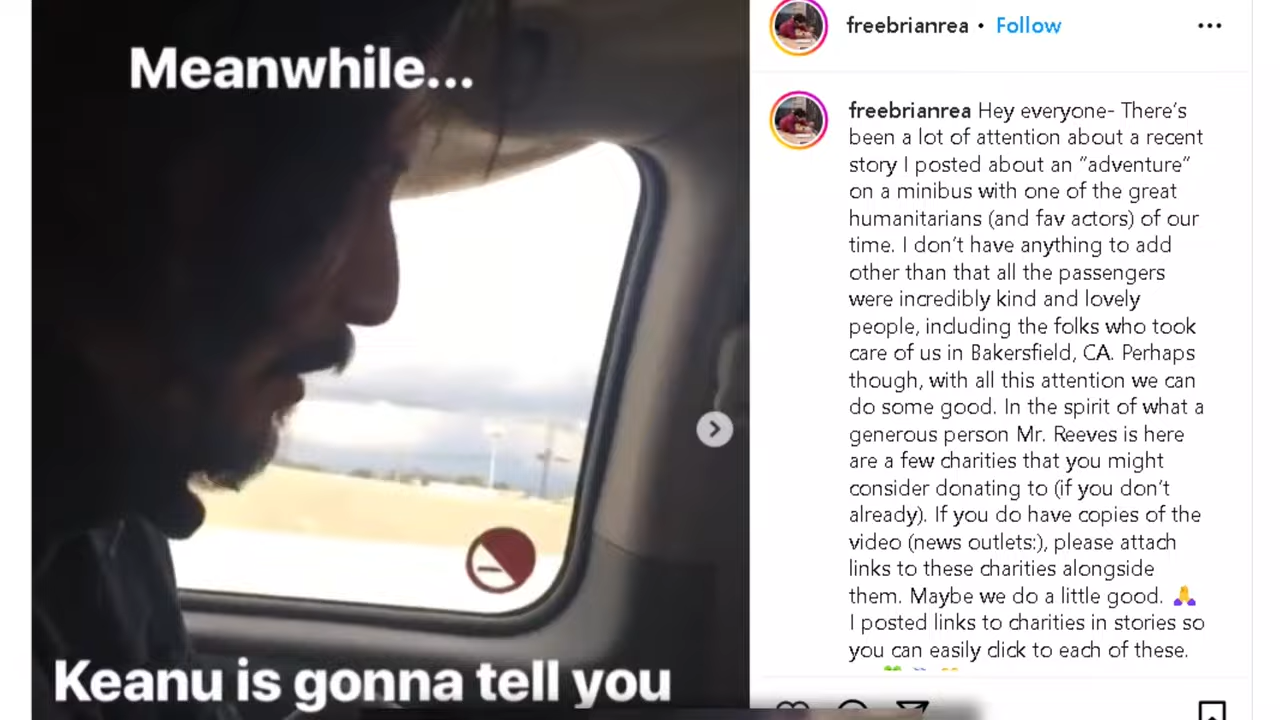 Meanwhile...
Keanu is gonna tell you
freebrianrea • Follow
freebrianrea Hey everyone- There's
been a lot of attention about a recent
story I posted about an "adventure"
on a minibus with one of the great
humanitarians (and fav actors) of our
time. I don't have anything to add
other than that all the passengers
were incredibly kind and lovely
people, including the folks who took
care of us in Bakersfield, CA. Perhaps
though, with all this attention we can
do some good. In the spirit of what a
generous person Mr. Reeves is here
are a few charities that you might
consider donating to (if you don't
already). If you do have copies of the
video (news outlets:), please attach
links to these charities alongside
them. Maybe we do a little good. 🙏
I posted links to charities in stories so
you can easily click to each of these.